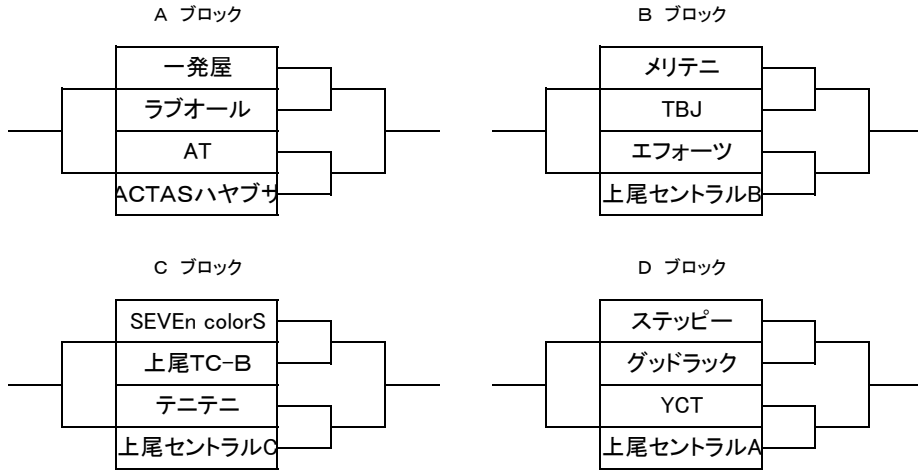 A ブロック
一発屋
ラブオール
AT
ACTASハヤブサ
B ブロック
メリテニ
TBJ
エフォーツ
上尾セントラルB
C ブロック
SEVEn colorS
上尾TC-B
テニテニ
上尾セントラルC
D ブロック
ステッピー
グッドラック
YCT
上尾セントラルA